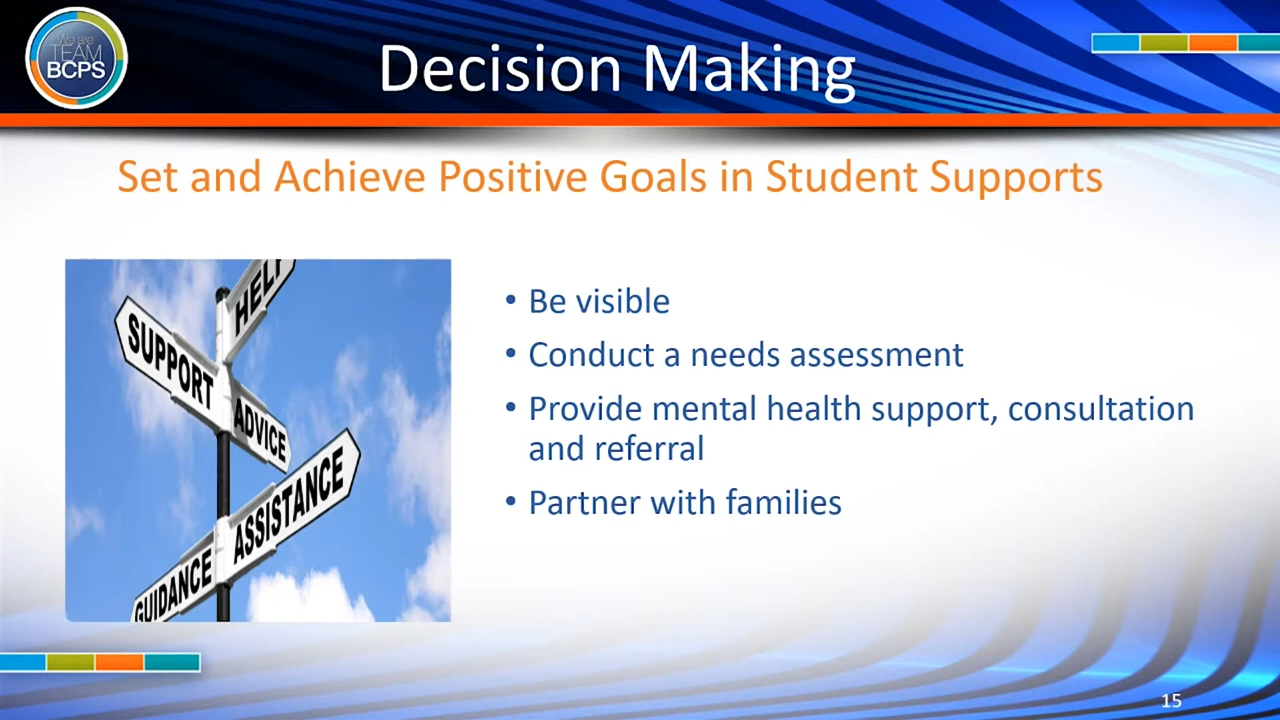 We are
TEAM
BCPS
Decision Making
Set and Achieve Positive Goals in Student Supports
HELP
SUPPORT
ADVICE
ASSISTANCE
GUIDANCE
• Be visible
• Conduct a needs assessment
• Provide mental health support, consultation
and referral
• Partner with families
15